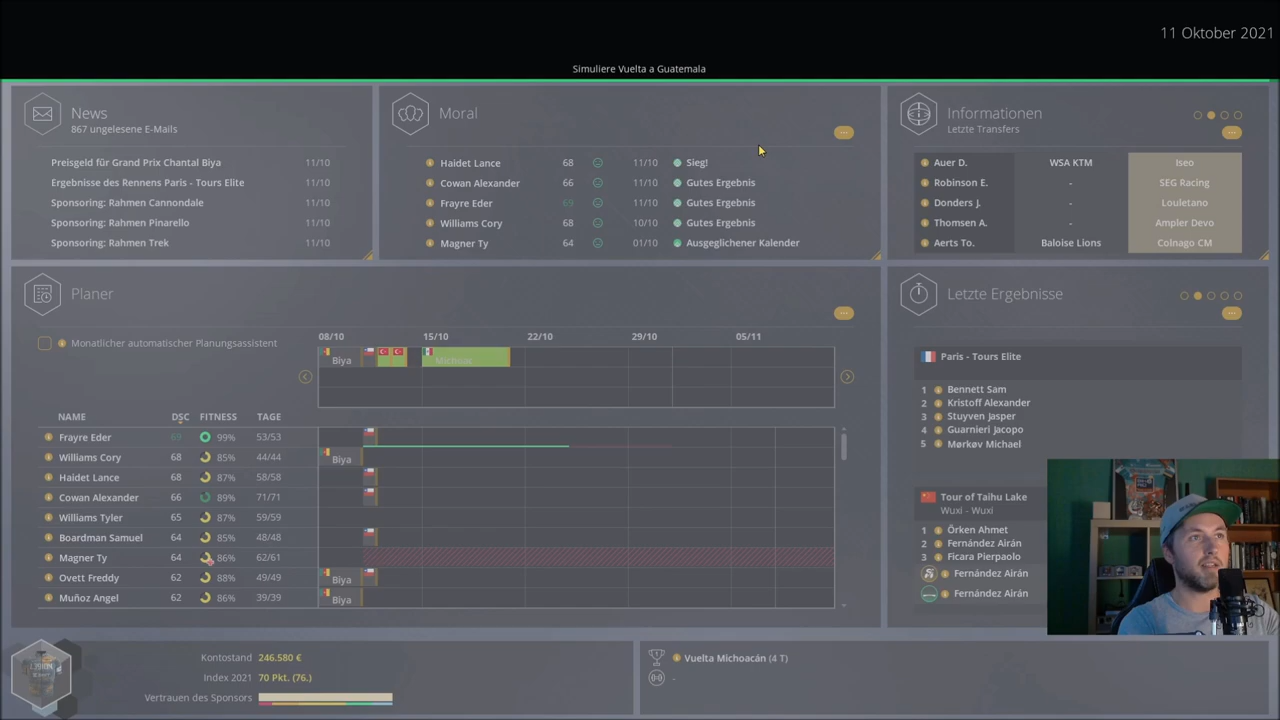 11 Oktober 2021
Simuliere Vuelta a Guatemala
News
867 ungelesene E-Mails
Preisgeld für Grand Prix Chantal Biya 11/10
Ergebnisse des Rennens Paris - Tours Elite 11/10
Sponsoring: Rahmen Cannondale 11/10
Sponsoring: Rahmen Pinarello 11/10
Sponsoring: Rahmen Trek 11/10
Moral
Haidet Lance 68 11/10 Sieg!
Cowan Alexander 66 11/10 Gutes Ergebnis
Frayre Eder 69 11/10 Gutes Ergebnis
Williams Cory 68 10/10 Gutes Ergebnis
Magner Ty 64 01/10 Ausgeglichener Kalender
Informationen
Letzte Transfers
Auer D. WSA KTM Iseo
Robinson E. - SEG Racing
Donders J. - Louletano
Thomsen A. - Ampler Devo
Aerts To. Baloise Lions Colnago CM
Planer
Monatlicher automatischer Planungsassistent
08/10 15/10 22/10 29/10 05/11
Biya Michoac...
NAME DSC FITNESS TAGE
Frayre Eder 69 99% 53/53
Williams Cory 68 85% 44/44 Biya
Haidet Lance 68 87% 58/58
Cowan Alexander 66 89% 71/71
Williams Tyler 65 87% 59/59
Boardman Samuel 64 85% 48/48
Magner Ty 64 86% 62/61
Ovett Freddy 62 88% 49/49 Biya
Muñoz Angel 62 86% 39/39 Biya
Letzte Ergebnisse
Paris - Tours Elite
1 Bennett Sam
2 Kristoff Alexander
3 Stuyven Jasper
4 Guarnieri Jacopo
5 Mørkøv Michael
Tour of Taihu Lake
Wuxi - Wuxi
1 Örken Ahmet
2 Fernández Airán
3 Ficara Pierpaolo
Fernández Airán
Fernández Airán
Kontostand 246.580 €
Index 2021 70 Pkt. (76.)
Vertrauen des Sponsors
Vuelta Michoacán (4 T)
-